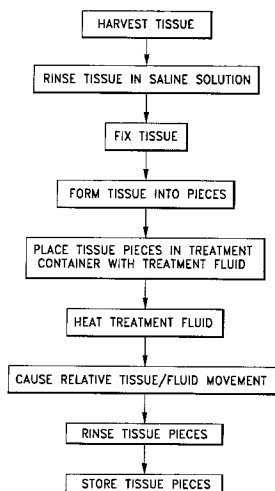 HARVEST TISSUE
RINSE TISSUE IN SALINE SOLUTION
FIX TISSUE
FORM TISSUE INTO PIECES
PLACE TISSUE PIECES IN TREATMENT
CONTAINER WITH TREATMENT FLUID
HEAT TREATMENT FLUID
CAUSE RELATIVE TISSUE/FLUID MOVEMENT
RINSE TISSUE PIECES
STORE TISSUE PIECES